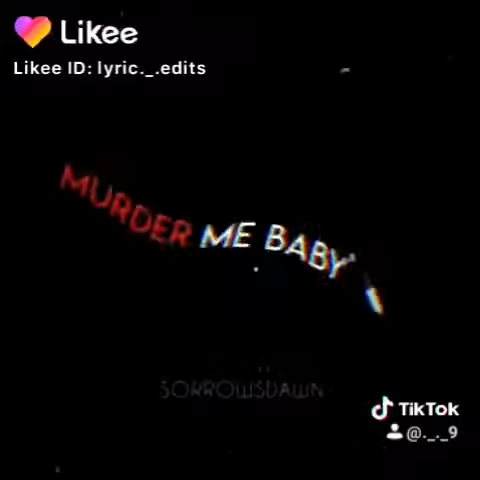 Likee
Likee ID: lyric._.edits
MURDER ME BABY"
SORROWSDAWN
TikTok
@._._9